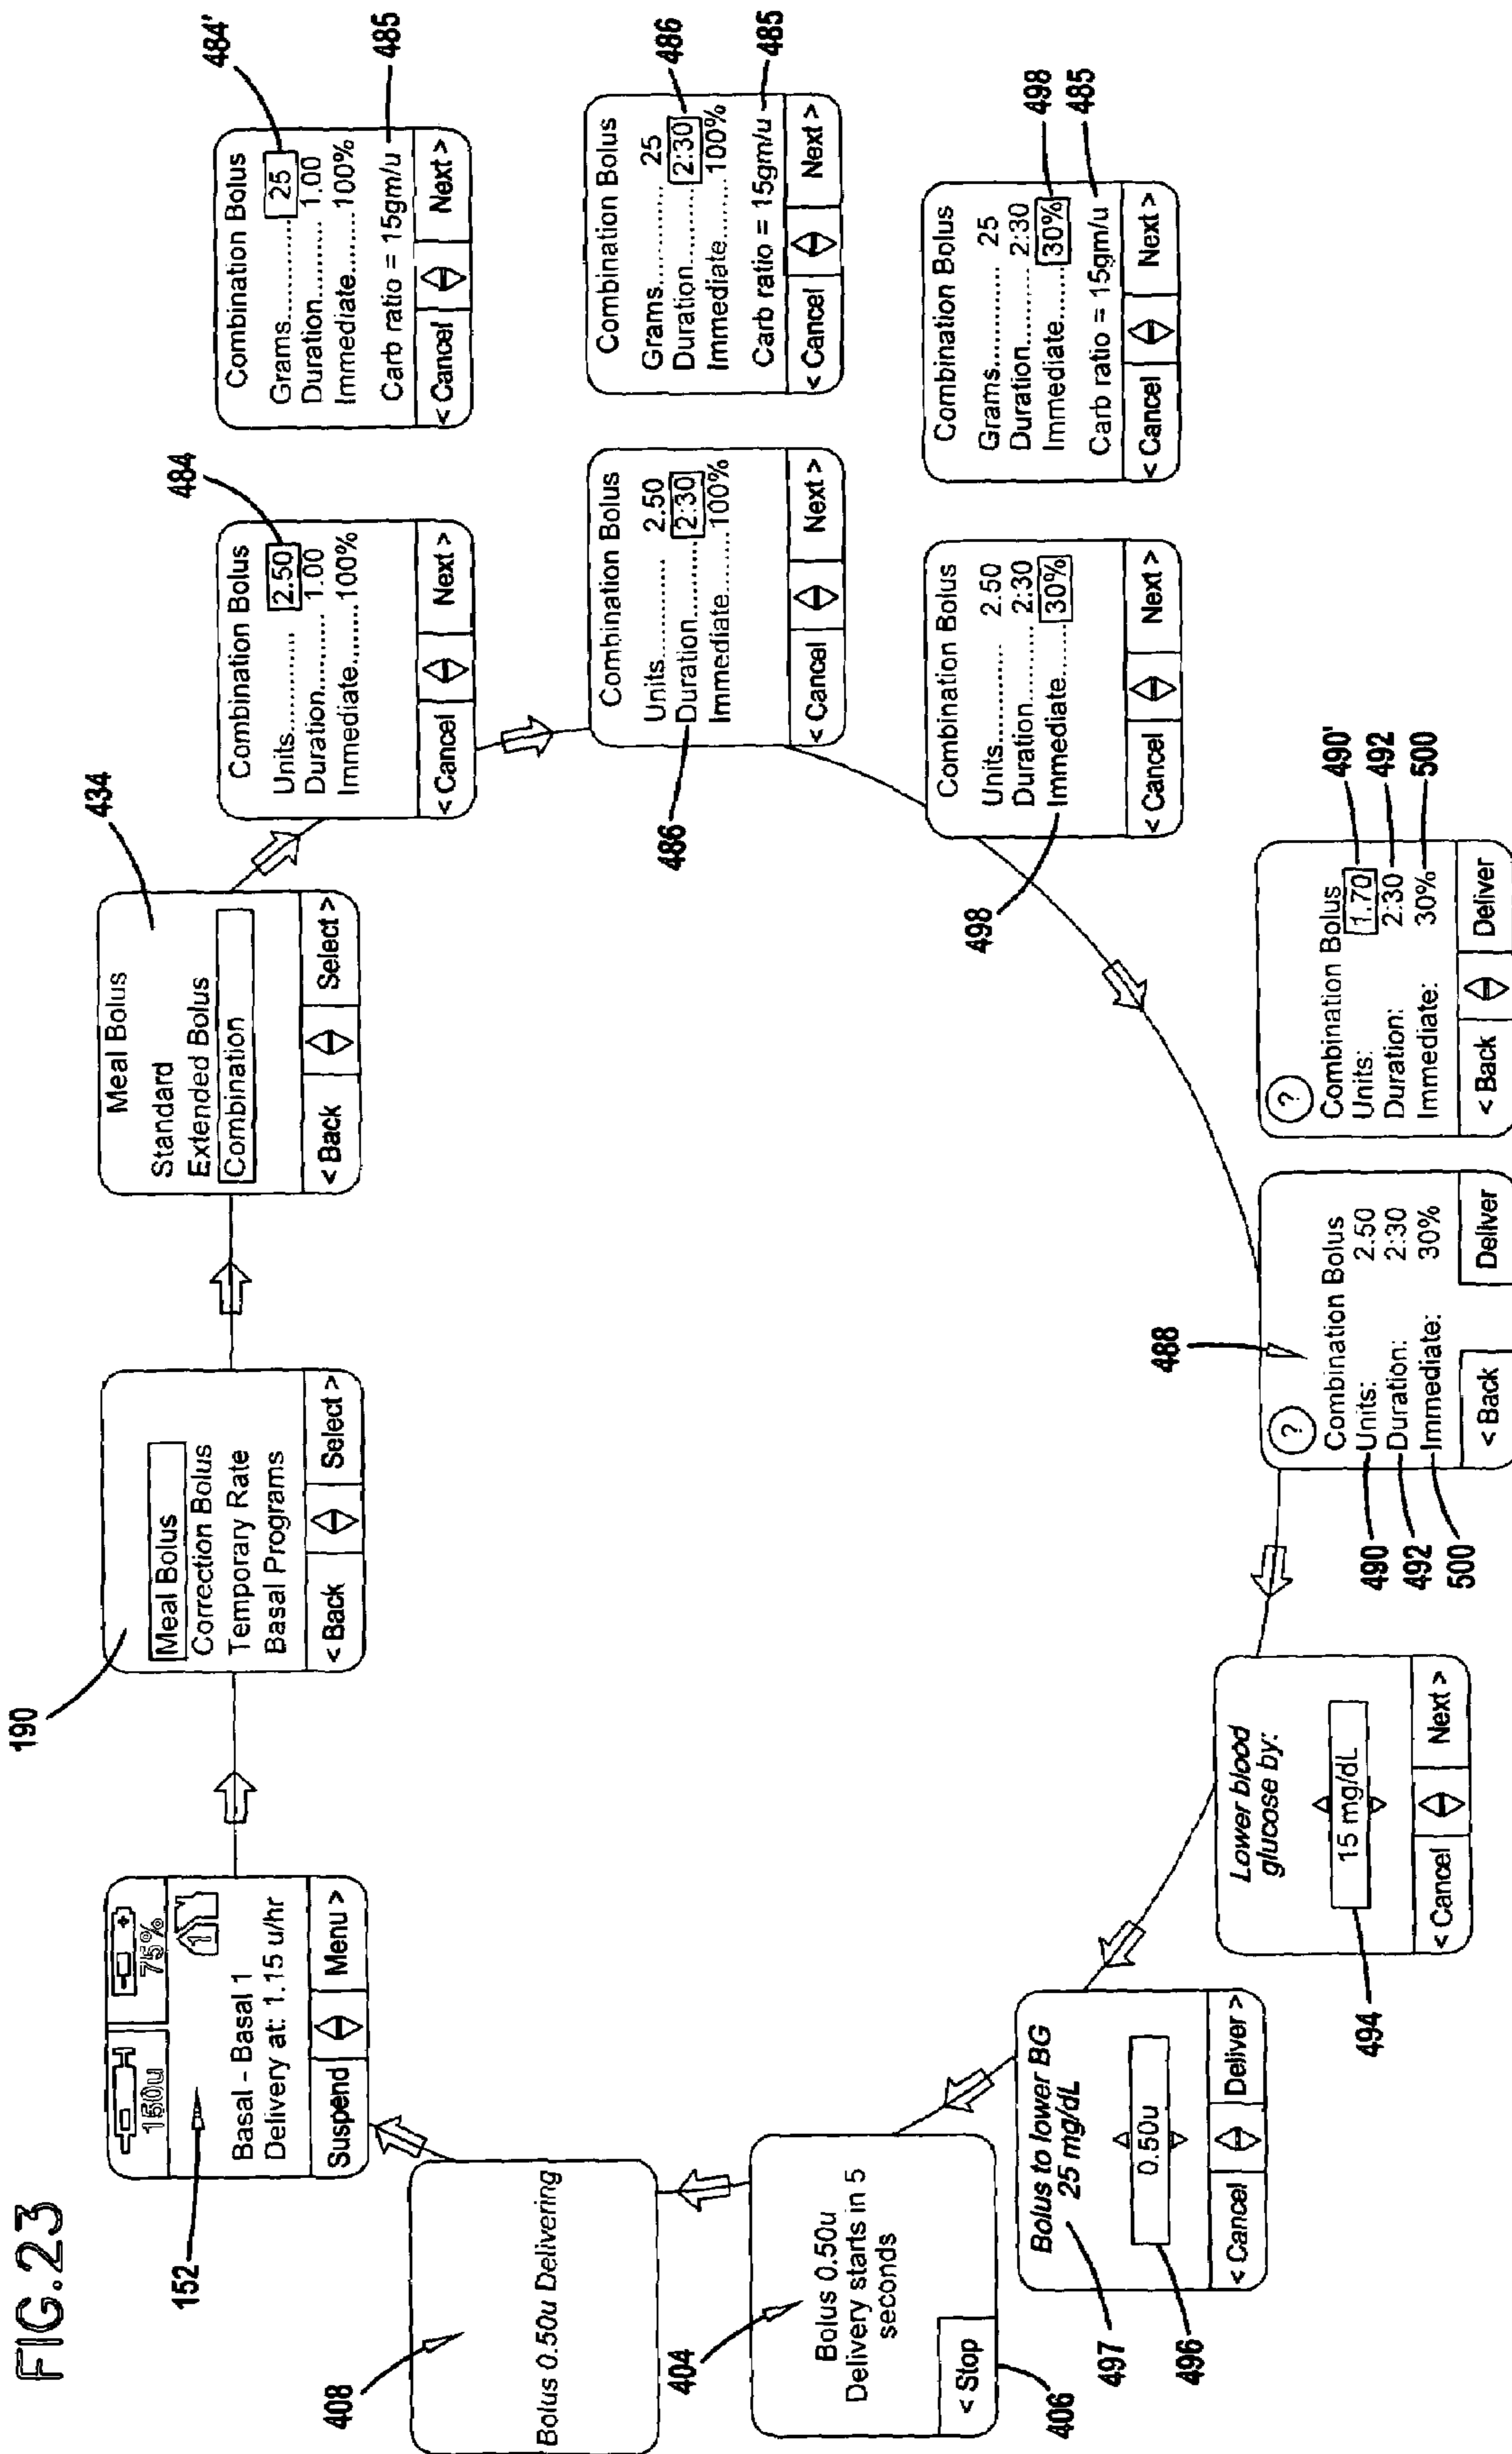 FIG.23
152
150u
75%
1
Basal - Basal 1
Delivery at: 1.15 u/hr
Suspend
Menu >
190
Meal Bolus
Correction Bolus
Temporary Rate
Basal Programs
< Back
Select >
434
Meal Bolus
Standard
Extended Bolus
Combination
< Back
Select >
484
Combination Bolus
Units............. 2.50
Duration........... 1.00
Immediate.........100%
< Cancel
Next >
484'
Combination Bolus
Grams............. 25
Duration........... 1.00
Immediate.........100%
Carb ratio = 15gm/u
485
< Cancel
Next >
486
Combination Bolus
Units............. 2.50
Duration........... 2:30
Immediate.........100%
< Cancel
Next >
486
Combination Bolus
Grams............. 25
Duration........... 2:30
Immediate.........100%
Carb ratio = 15gm/u
485
< Cancel
Next >
498
Combination Bolus
Units............. 2.50
Duration........... 2:30
Immediate......... 30%
< Cancel
Next >
498
Combination Bolus
Grams............. 25
Duration........... 2:30
Immediate......... 30%
Carb ratio = 15gm/u
485
< Cancel
Next >
488
?
Combination Bolus
490
Units: 2.50
492
Duration: 2:30
500
Immediate: 30%
< Back
Deliver
?
Combination Bolus
Units: 1.70
490'
Duration: 2:30
492
Immediate: 30%
500
< Back
Deliver
Lower blood
glucose by:
15 mg/dL
494
< Cancel
Next >
Bolus to lower BG
25 mg/dL
497
0.50u
496
< Cancel
Deliver >
404
Bolus 0.50u
Delivery starts in 5
seconds
< Stop
406
408
Bolus 0.50u Delivering